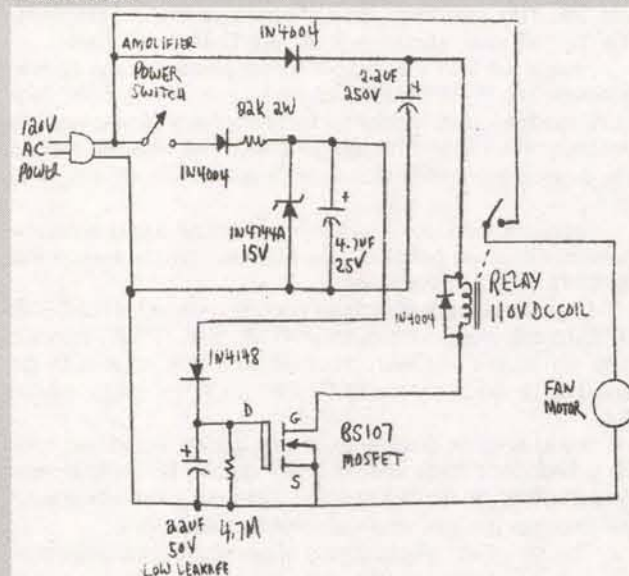 1N4004
AMOLIFIER
POWER
SWITCH
2.2UF
250V
+
120V
AC
POWER
82K 2W
1N4004
1N4744A
15V
+
4.7UF
25V
RELAY
110V DC COIL
1N4004
1N4148
FAN
MOTOR
D
G
S
BS107
MOSFET
+
22UF
50V
LOW LEAKAGE
4.7M